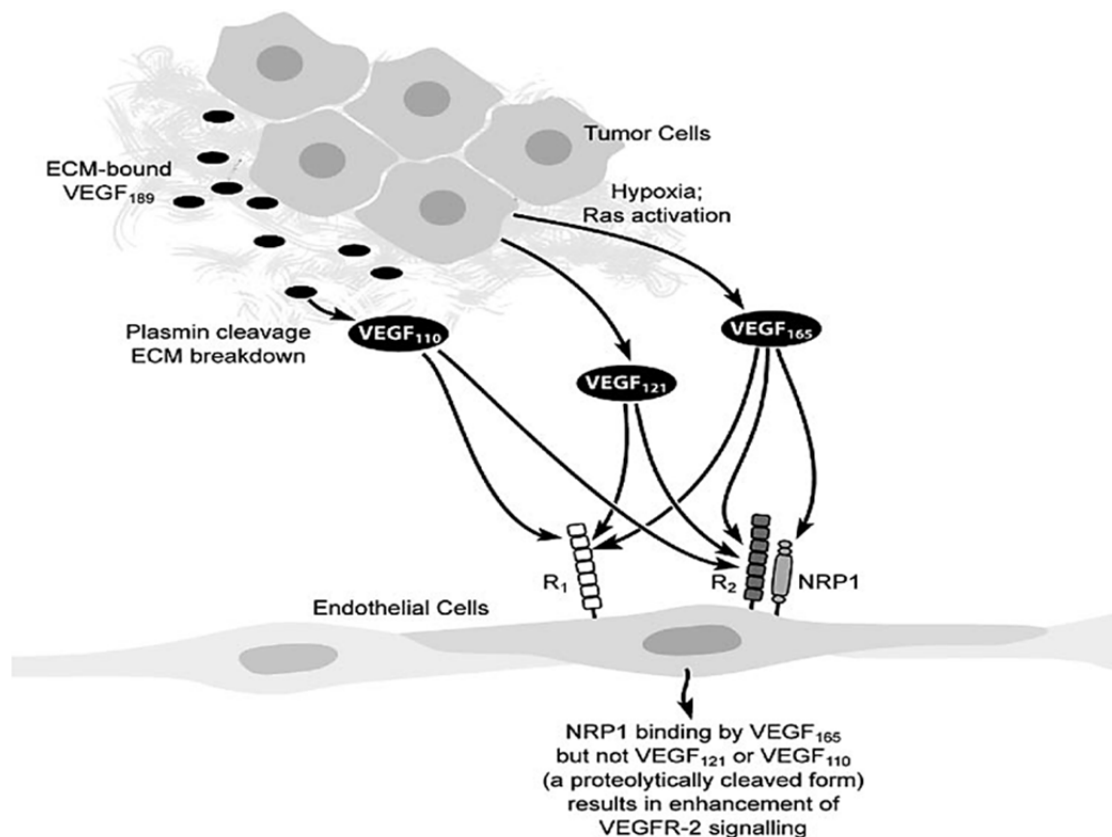 Tumor Cells
ECM-bound
VEGF₁₈₉
Hypoxia;
Ras activation
Plasmin cleavage
ECM breakdown
VEGF₁₁₀
VEGF₁₆₅
VEGF₁₂₁
R₁
R₂
NRP1
Endothelial Cells
NRP1 binding by VEGF₁₆₅
but not VEGF₁₂₁ or VEGF₁₁₀
(a proteolytically cleaved form)
results in enhancement of
VEGFR-2 signalling